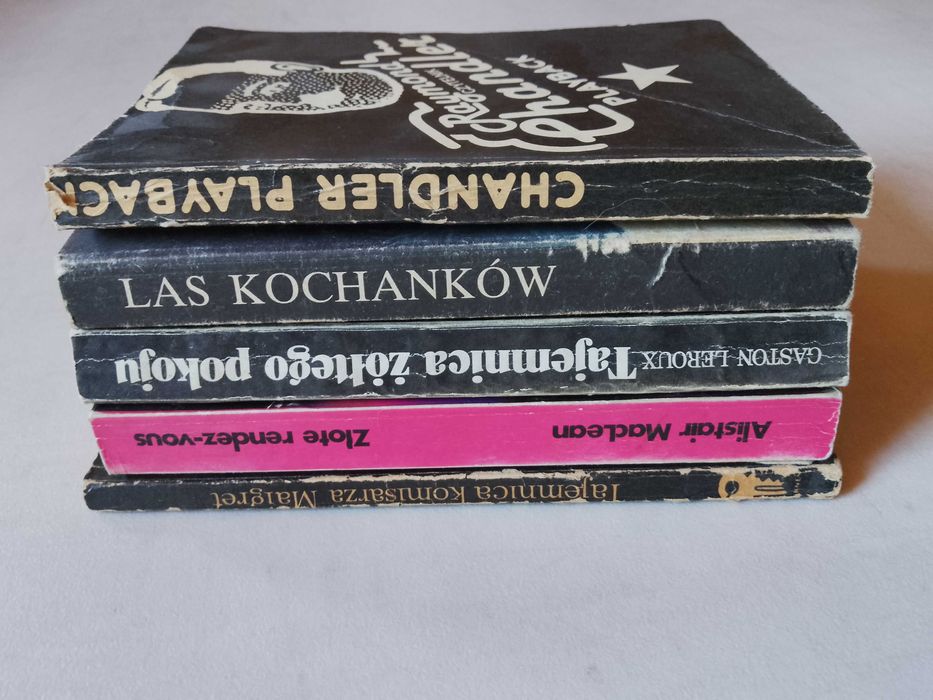 Raymond
Chandler
PLAYBACK
CHANDLER PLAYBACK
LAS KOCHANKÓW
GASTON LEROUX Tajemnica żółtego pokoju
Alistair MacLean Złote rendez-vous
Tajemnica komisarza Maigret